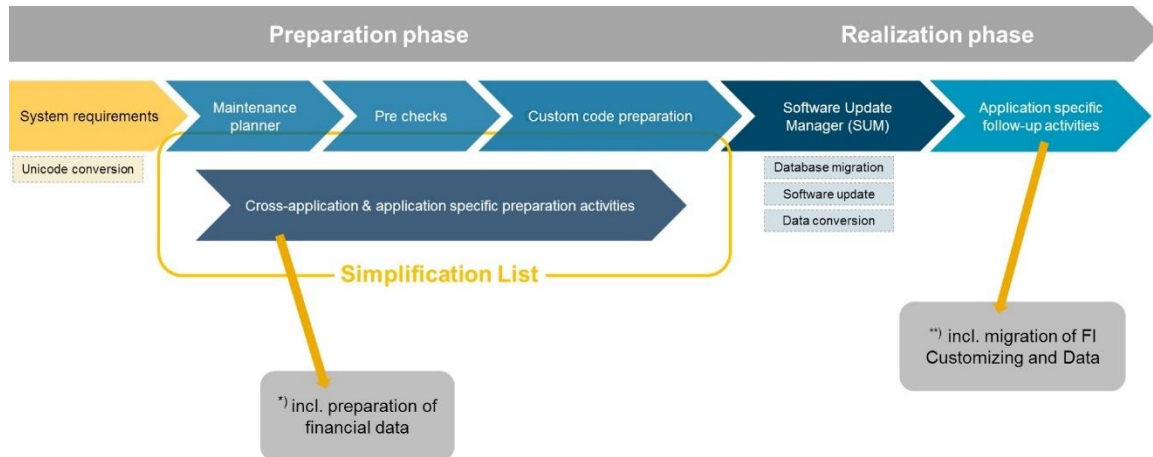 Preparation phase
Realization phase
System requirements
Maintenance
planner
Pre checks
Custom code preparation
Software Update
Manager (SUM)
Application specific
follow-up activities
Unicode conversion
Database migration
Software update
Data conversion
Cross-application & application specific preparation activities
Simplification List
*) incl. preparation of
financial data
**) incl. migration of FI
Customizing and Data